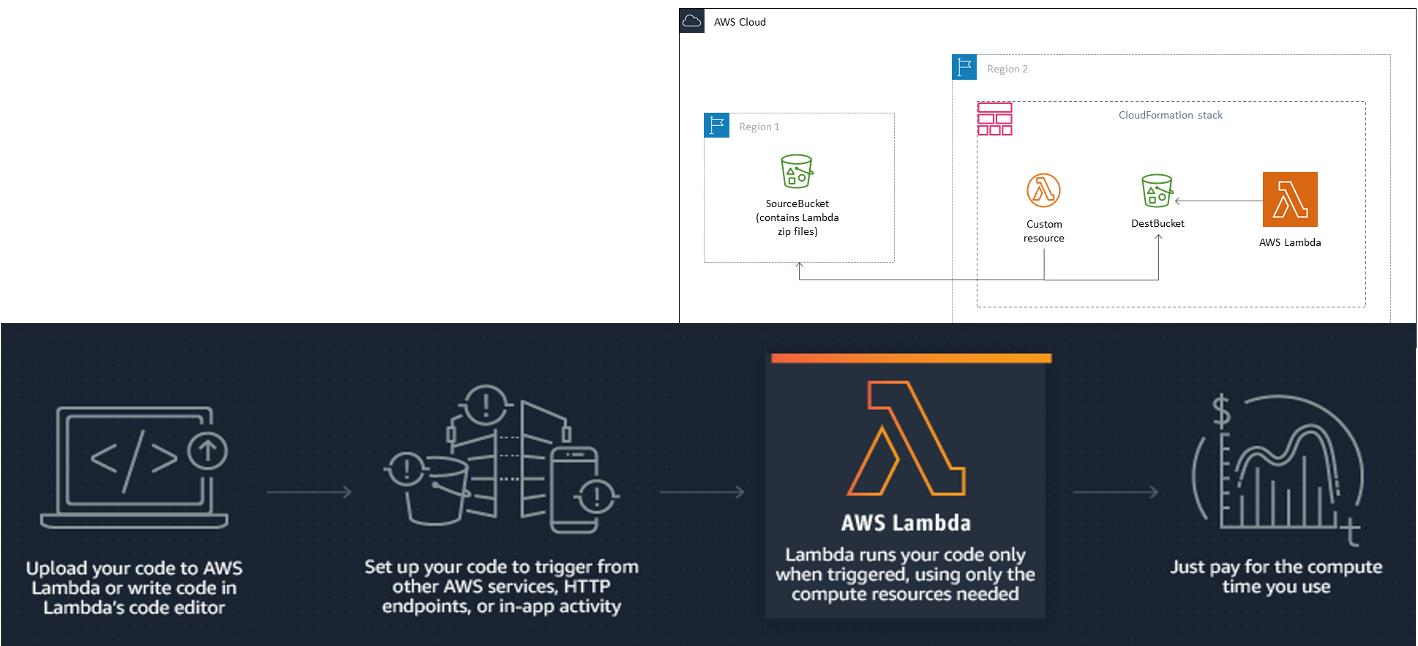 AWS Cloud
Region 2
CloudFormation stack
Region 1
SourceBucket
(contains Lambda
zip files)
Custom
resource
DestBucket
AWS Lambda
Upload your code to AWS
Lambda or write code in
Lambda's code editor
Set up your code to trigger from
other AWS services, HTTP
endpoints, or in-app activity
AWS Lambda
Lambda runs your code only
when triggered, using only the
compute resources needed
$
t
Just pay for the compute
time you use